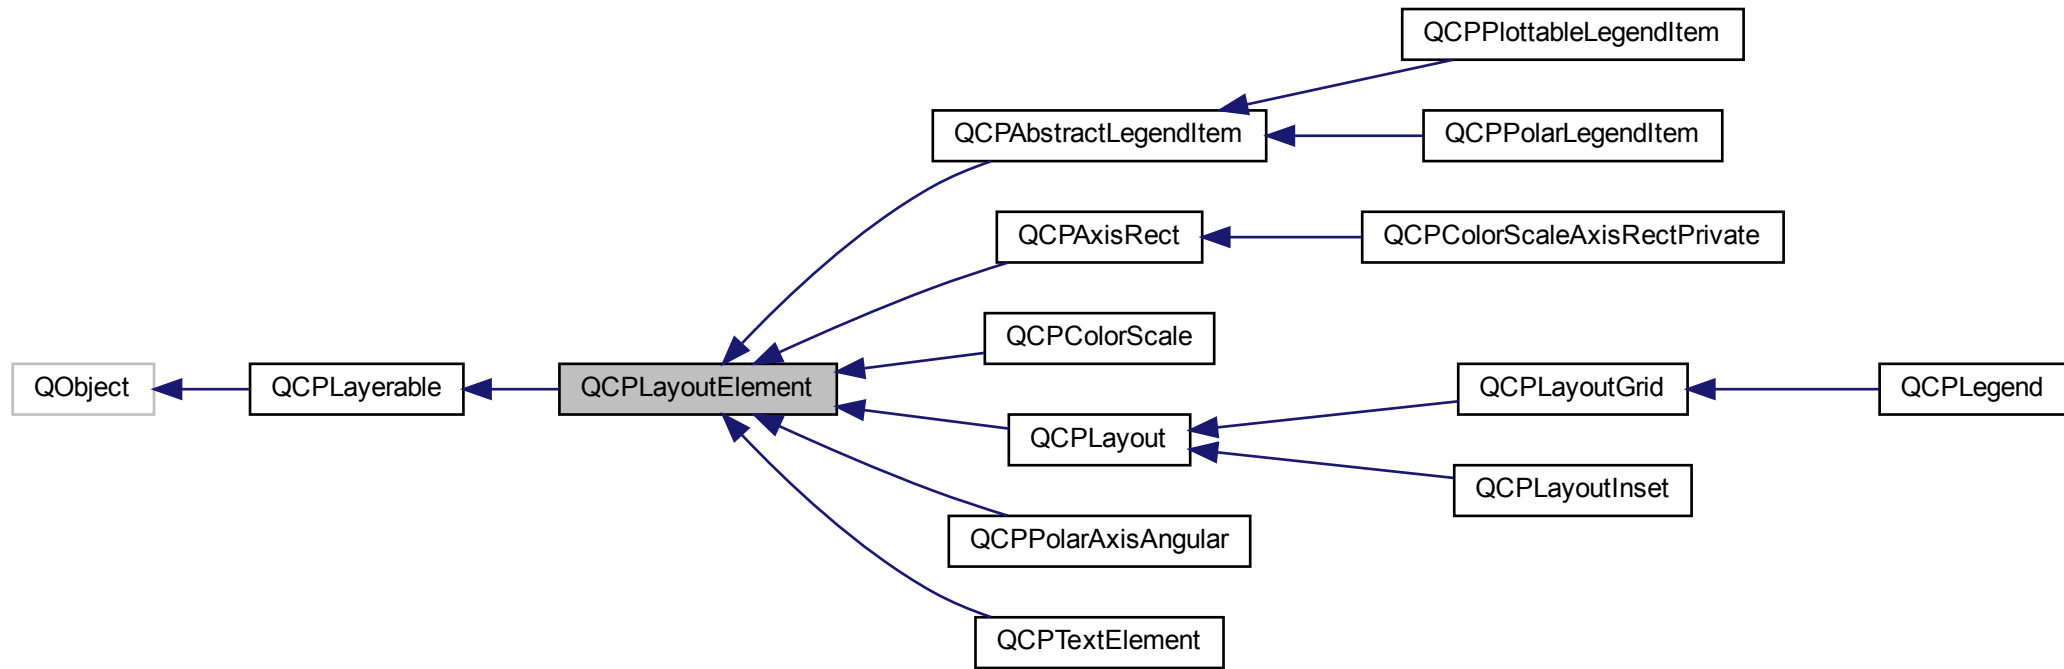 QCPPlottableLegendItem
QCPAbstractLegendItem
QCPPolarLegendItem
QCPAxisRect
QCPColorScaleAxisRectPrivate
QCPColorScale
QObject
QCPLayerable
QCPLayoutElement
QCPLayoutGrid
QCPLegend
QCPLayout
QCPLayoutInset
QCPPolarAxisAngular
QCPTextElement